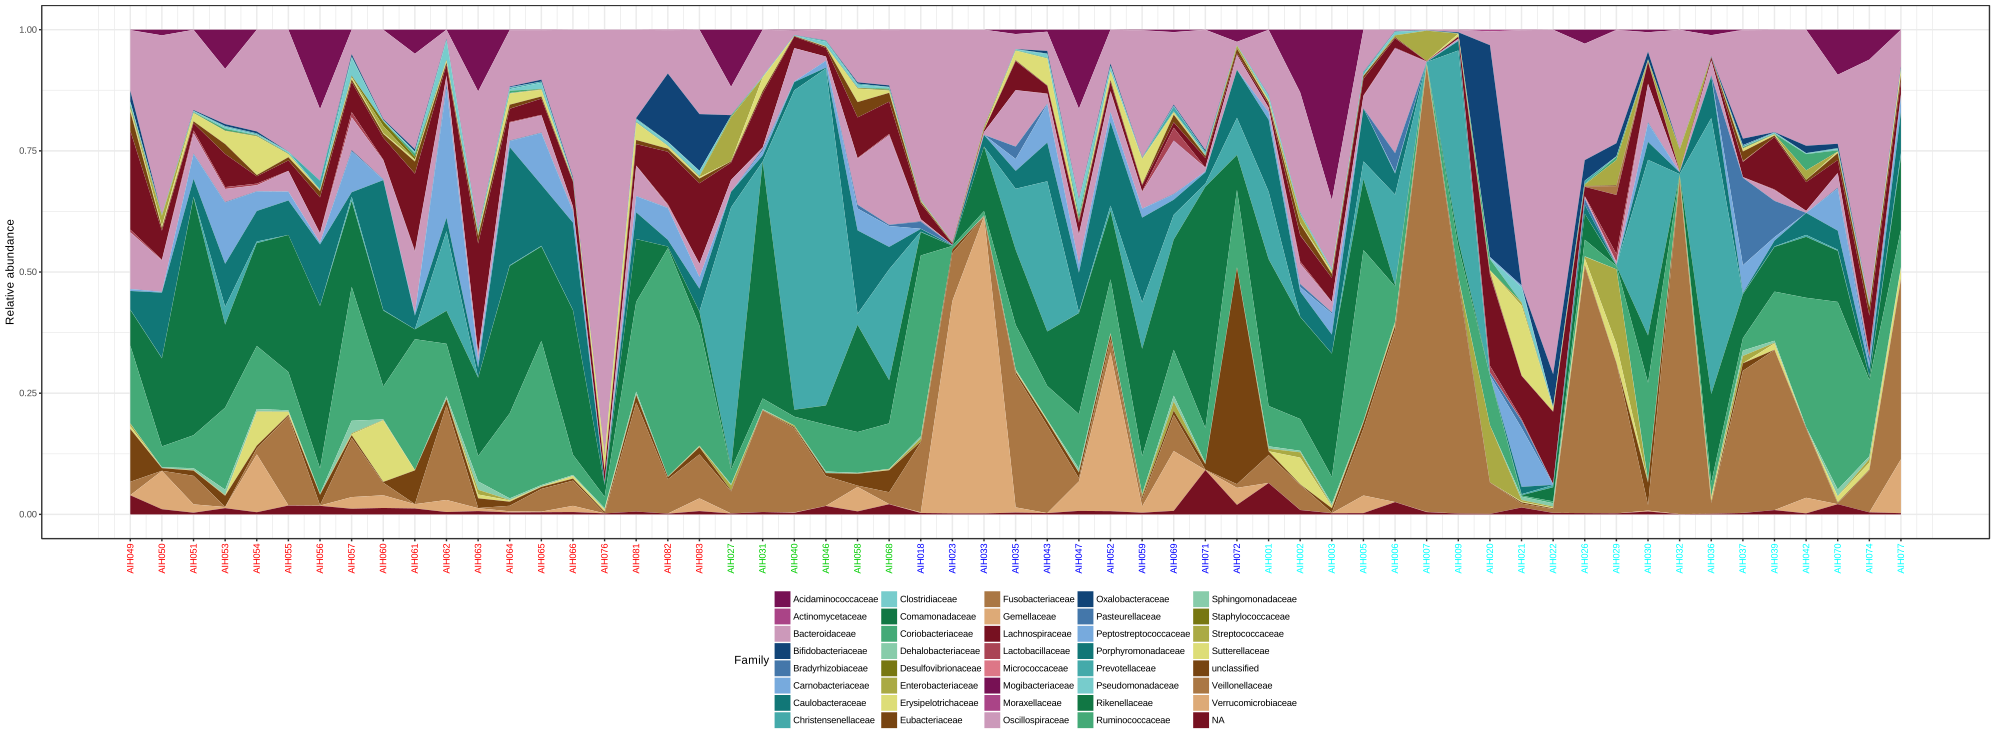 1.00
0.75
0.50
0.25
0.00
Relative abundance
AIH049 AIH050 AIH051 AIH053 AIH054 AIH055 AIH056 AIH057 AIH060 AIH061 AIH062 AIH063 AIH064 AIH065 AIH066 AIH076 AIH081 AIH082 AIH083 AIH027 AIH031 AIH040 AIH046 AIH058 AIH068 AIH018 AIH023 AIH033 AIH035 AIH043 AIH047 AIH052 AIH059 AIH069 AIH071 AIH072 AIH001 AIH002 AIH003 AIH005 AIH006 AIH007 AIH009 AIH020 AIH021 AIH022 AIH028 AIH029 AIH030 AIH032 AIH036 AIH037 AIH039 AIH042 AIH070 AIH074 AIH077
Acidaminococcaceae Clostridiaceae Fusobacteriaceae Oxalobacteraceae Sphingomonadaceae
Actinomycetaceae Comamonadaceae Gemellaceae Pasteurellaceae Staphylococcaceae
Bacteroidaceae Coriobacteriaceae Lachnospiraceae Peptostreptococcaceae Streptococcaceae
Bifidobacteriaceae Dehalobacteriaceae Lactobacillaceae Porphyromonadaceae Sutterellaceae
Family
Bradyrhizobiaceae Desulfovibrionaceae Micrococcaceae Prevotellaceae unclassified
Carnobacteriaceae Enterobacteriaceae Mogibacteriaceae Pseudomonadaceae Veillonellaceae
Caulobacteraceae Erysipelotrichaceae Moraxellaceae Rikenellaceae Verrucomicrobiaceae
Christensenellaceae Eubacteriaceae Oscillospiraceae Ruminococcaceae NA